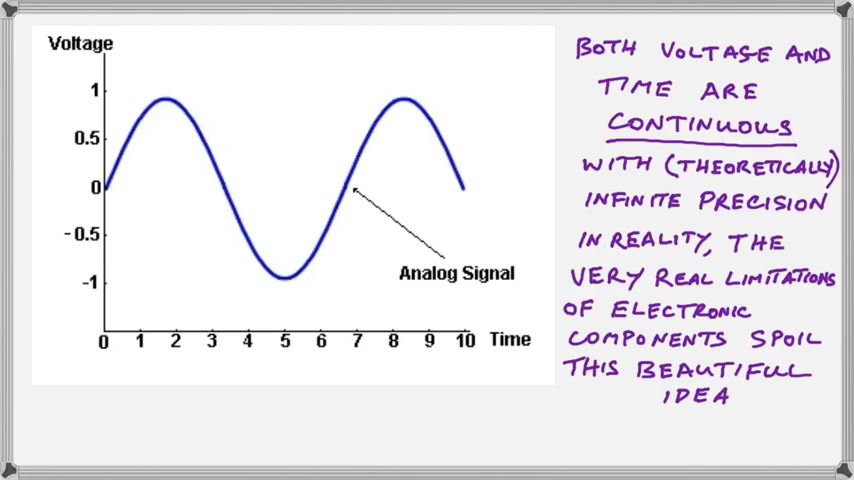 Voltage
1
0.5
0
-0.5
-1
Analog Signal
0 1 2 3 4 5 6 7 8 9 10 Time
BOTH VOLTAGE AND
TIME ARE
CONTINUOUS
WITH (THEORETICALLY)
INFINITE PRECISION
IN REALITY, THE
VERY REAL LIMITATIONS
OF ELECTRONIC
COMPONENTS SPOIL
THIS BEAUTIFUL
IDEA